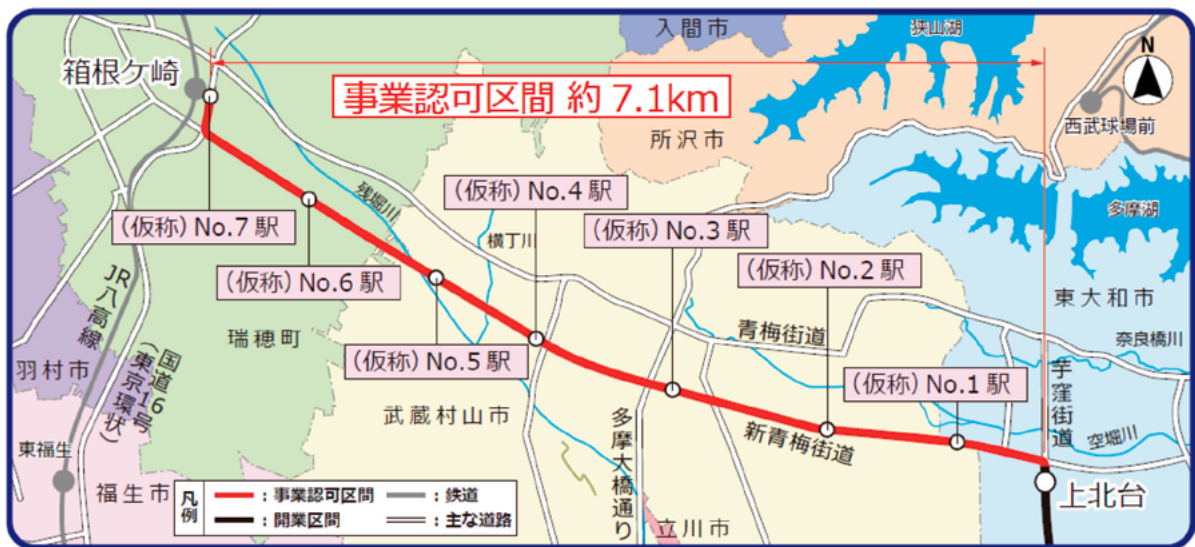 入間市
狭山湖
N
箱根ケ崎
事業認可区間 約 7.1km
西武球場前
所沢市
残堀川
(仮称) No.4 駅
多摩湖
(仮称) No.7 駅
横丁川
(仮称) No.3 駅
(仮称) No.2 駅
(仮称) No.6 駅
JR八高線
東大和市
瑞穂町
青梅街道
奈良橋川
羽村市
国道16号
(東京環状)
(仮称) No.5 駅
(仮称) No.1 駅
芋窪街道
武蔵村山市
多摩大橋通り
新青梅街道
空堀川
東福生
福生市
上北台
立川市
凡例
：事業認可区間
：鉄道
：開業区間
：主な道路